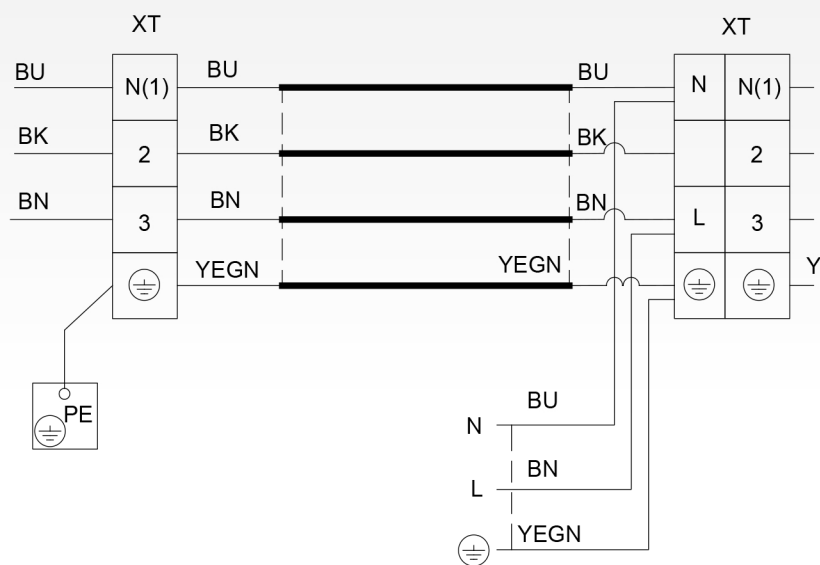 XT
XT
BU
BU
BU
N(1)
N
N(1)
BK
BK
BK
2
2
BN
BN
BN
3
L
3
YEGN
YEGN
Y
PE
N
BU
L
BN
YEGN